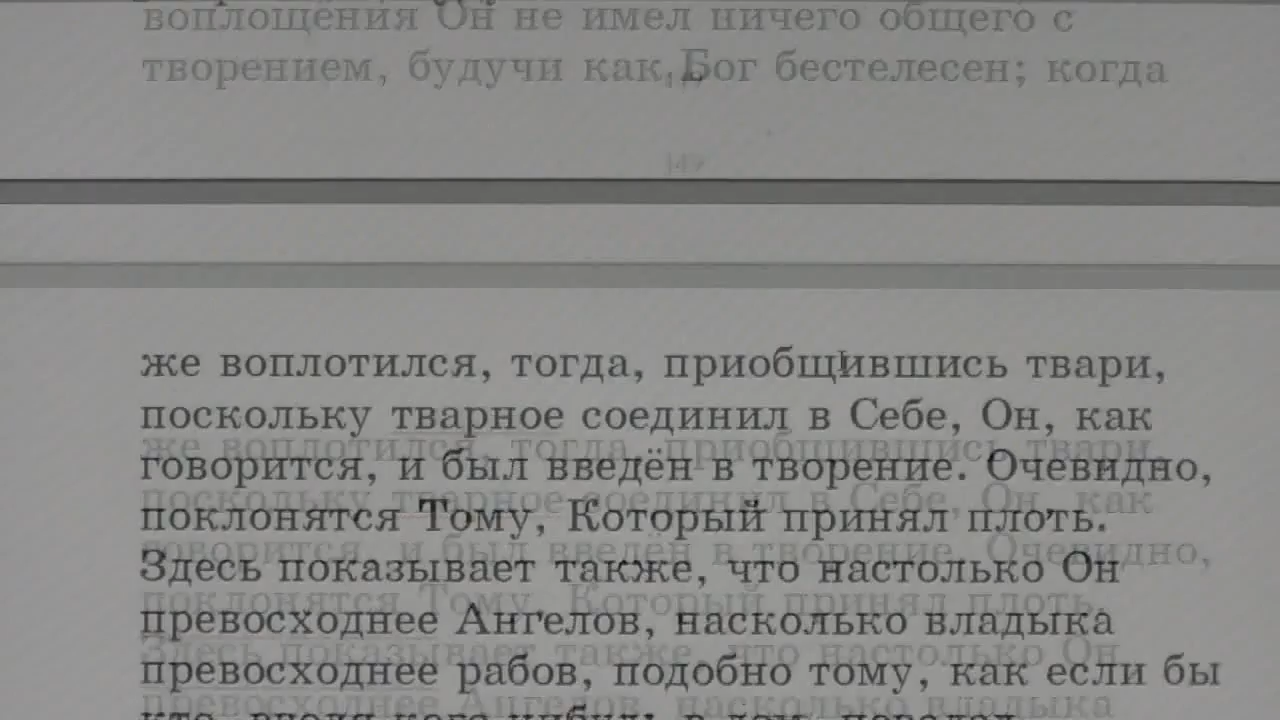 воплощения Он не имел ничего общего с
творением, будучи как Бог бестелесен; когда
149
же воплотился, тогда, приобщившись твари,
поскольку тварное соединил в Себе, Он, как
говорится, и был введён в творение. Очевидно,
поклонятся Тому, Который принял плоть.
Здесь показывает также, что настолько Он
превосходнее Ангелов, насколько владыка
превосходнее рабов, подобно тому, как если бы